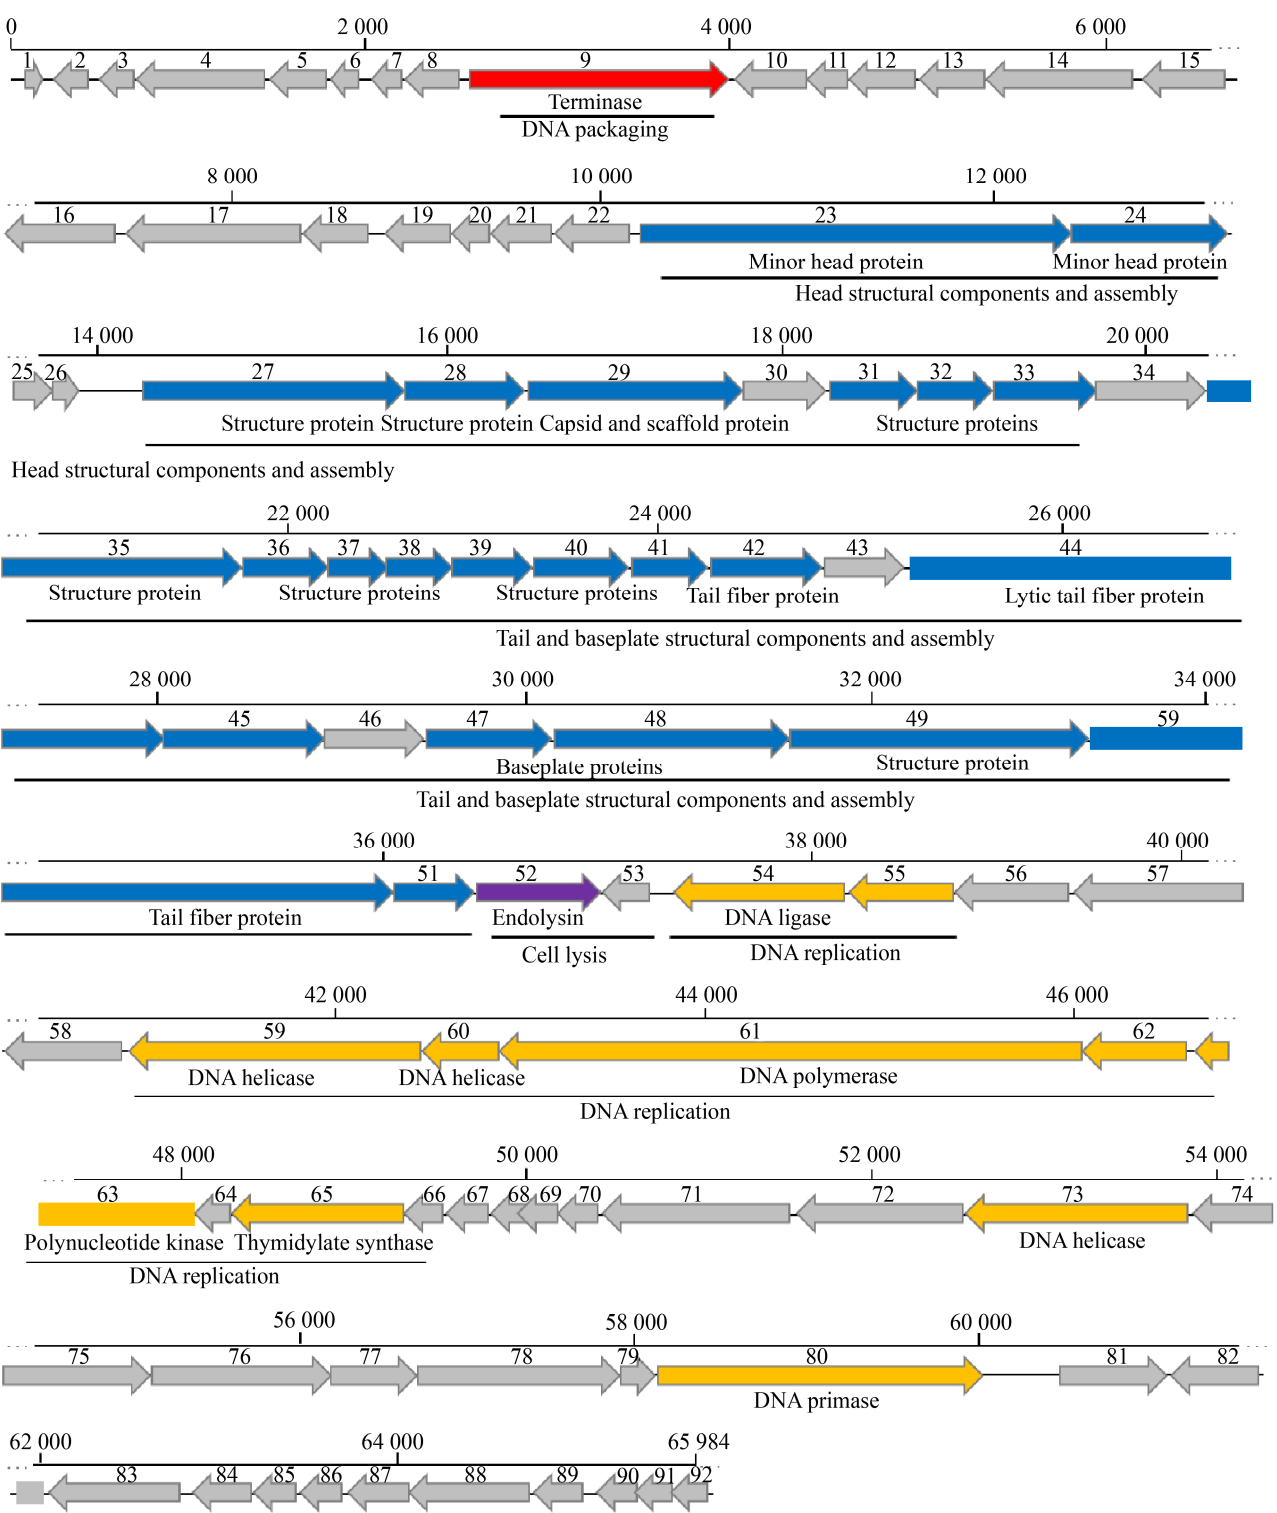 0 2 000 4 000 6 000
1 2 3 4 5 6 7 8 9 10 11 12 13 14 15
Terminase
DNA packaging
8 000 10 000 12 000
16 17 18 19 20 21 22 23 24
Minor head protein Minor head protein
Head structural components and assembly
14 000 16 000 18 000 20 000
25 26 27 28 29 30 31 32 33 34
Structure protein Structure protein Capsid and scaffold protein Structure proteins
Head structural components and assembly
22 000 24 000 26 000
35 36 37 38 39 40 41 42 43 44
Structure protein Structure proteins Structure proteins Tail fiber protein Lytic tail fiber protein
Tail and baseplate structural components and assembly
28 000 30 000 32 000 34 000
45 46 47 48 49 59
Baseplate proteins Structure protein
Tail and baseplate structural components and assembly
36 000 38 000 40 000
51 52 53 54 55 56 57
Tail fiber protein Endolysin DNA ligase
Cell lysis DNA replication
42 000 44 000 46 000
58 59 60 61 62
DNA helicase DNA helicase DNA polymerase
DNA replication
48 000 50 000 52 000 54 000
63 64 65 66 67 68 69 70 71 72 73 74
Polynucleotide kinase Thymidylate synthase DNA helicase
DNA replication
56 000 58 000 60 000
75 76 77 78 79 80 81 82
DNA primase
62 000 64 000 65 984
83 84 85 86 87 88 89 90 91 92